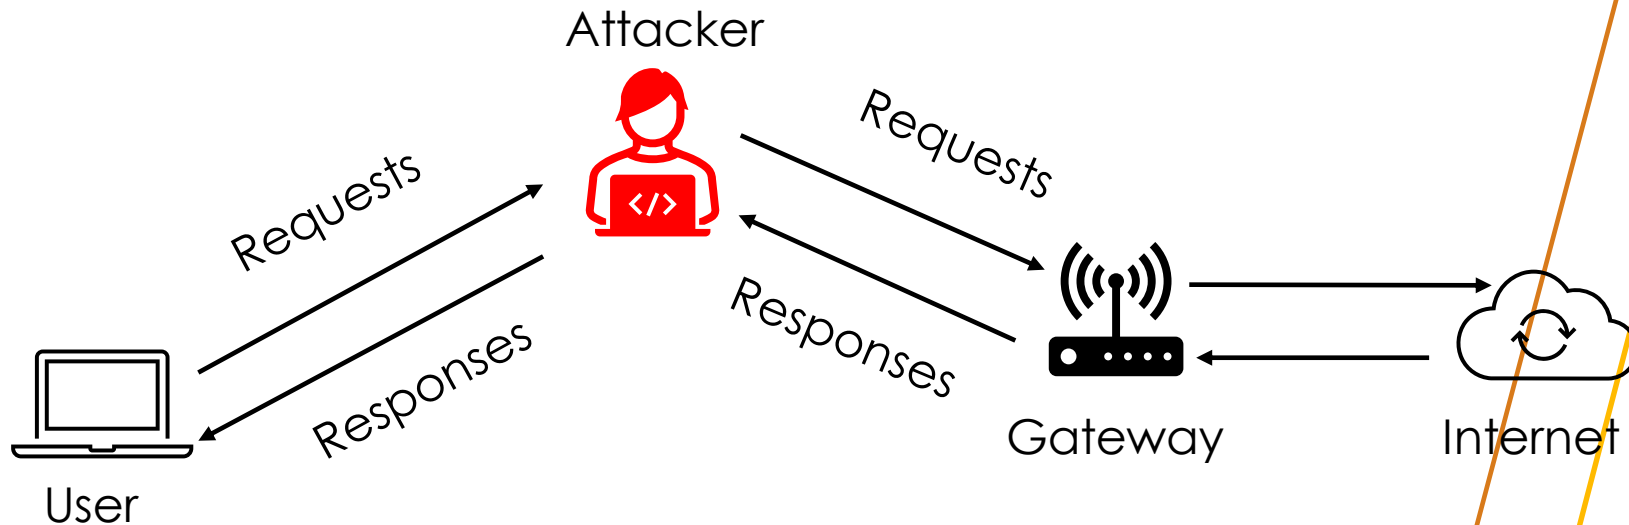 Attacker
Requests
Requests
Responses
Responses
Gateway
Internet
User
</>